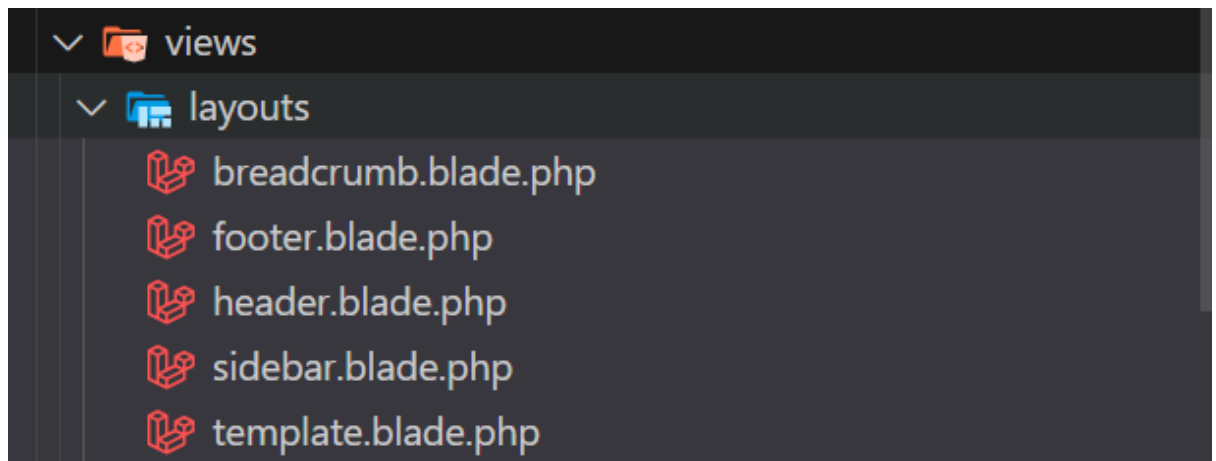 views
layouts
breadcrumb.blade.php
footer.blade.php
header.blade.php
sidebar.blade.php
template.blade.php